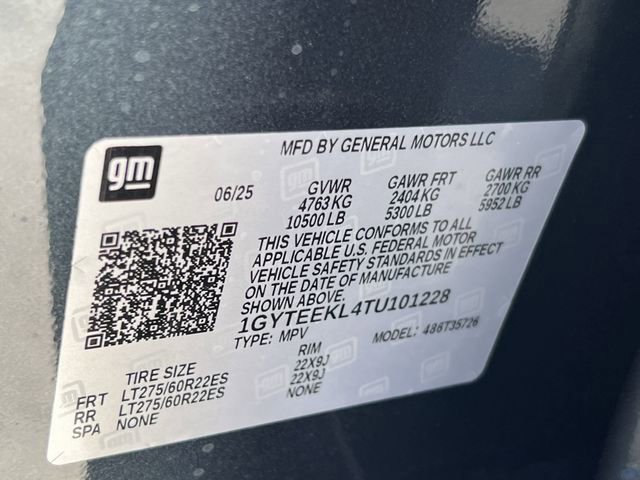 gm
MFD BY GENERAL MOTORS LLC
06/25 GVWR GAWR FRT GAWR RR
4763 KG 2404 KG 2700 KG
10500 LB 5300 LB 5952 LB
THIS VEHICLE CONFORMS TO ALL
APPLICABLE U.S. FEDERAL MOTOR
VEHICLE SAFETY STANDARDS IN EFFECT
ON THE DATE OF MANUFACTURE
SHOWN ABOVE.
1GYTEEKL4TU101228
TYPE: MPV MODEL: 486T35726
TIRE SIZE RIM
FRT LT275/60R22ES 22X9J
RR LT275/60R22ES 22X9J
SPA NONE NONE